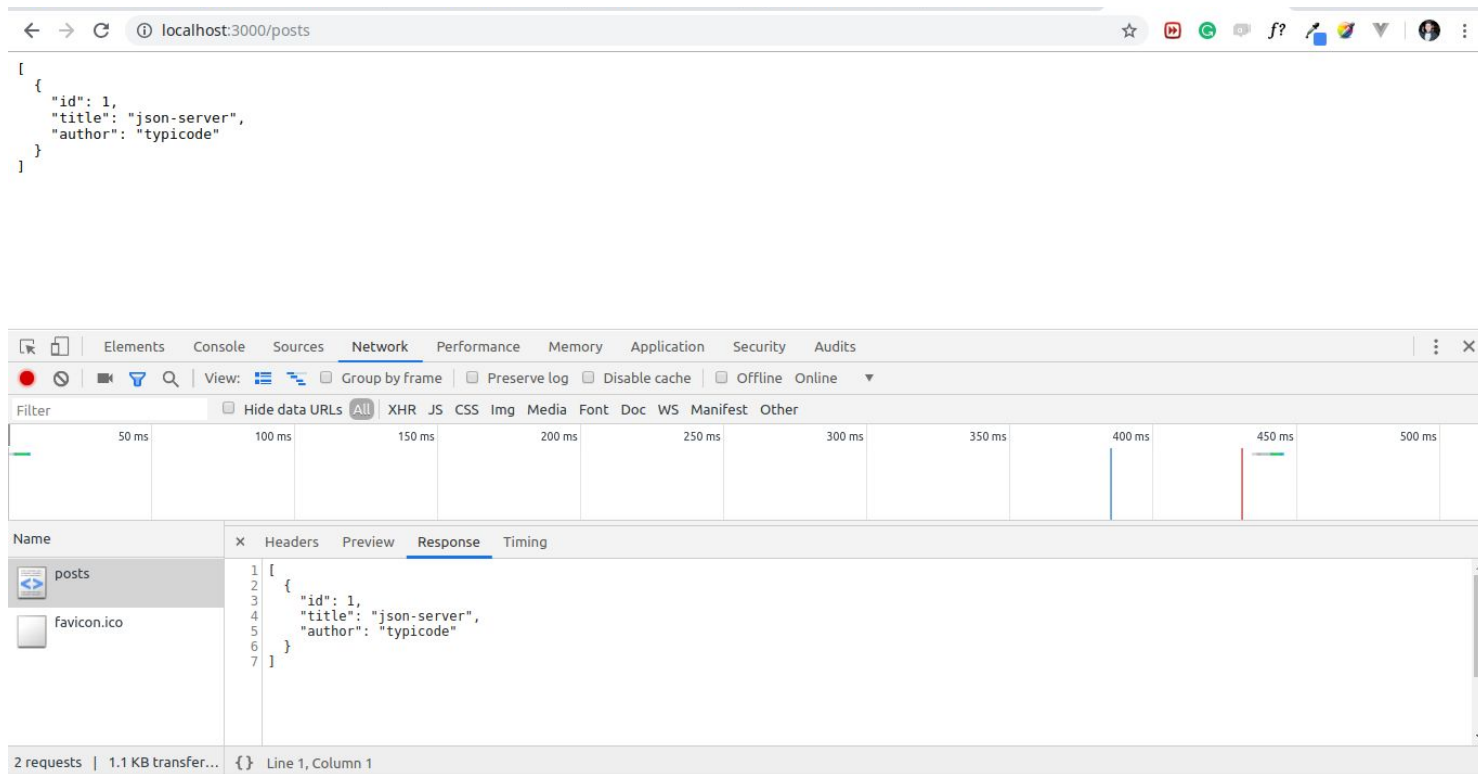 localhost:3000/posts
f?
[
  {
    "id": 1,
    "title": "json-server",
    "author": "typicode"
  }
]
Elements Console Sources Network Performance Memory Application Security Audits
View: Group by frame Preserve log Disable cache Offline Online
Filter Hide data URLs All XHR JS CSS Img Media Font Doc WS Manifest Other
50 ms 100 ms 150 ms 200 ms 250 ms 300 ms 350 ms 400 ms 450 ms 500 ms
Name × Headers Preview Response Timing
posts
favicon.ico
1 [
2   {
3     "id": 1,
4     "title": "json-server",
5     "author": "typicode"
6   }
7 ]
2 requests | 1.1 KB transfer... {} Line 1, Column 1